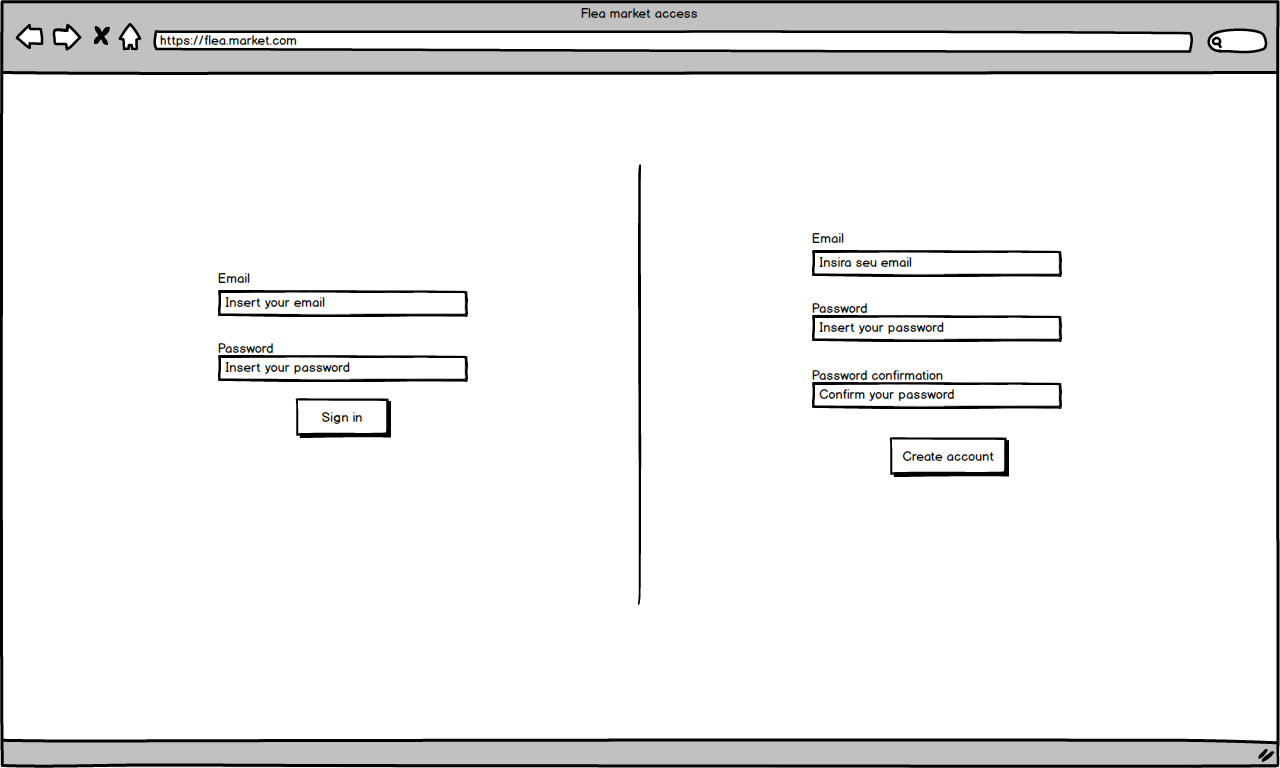 Flea market access
https://flea.market.com
Email
Insert your email
Password
Insert your password
Sign in
Email
Insira seu email
Password
Insert your password
Password confirmation
Confirm your password
Create account